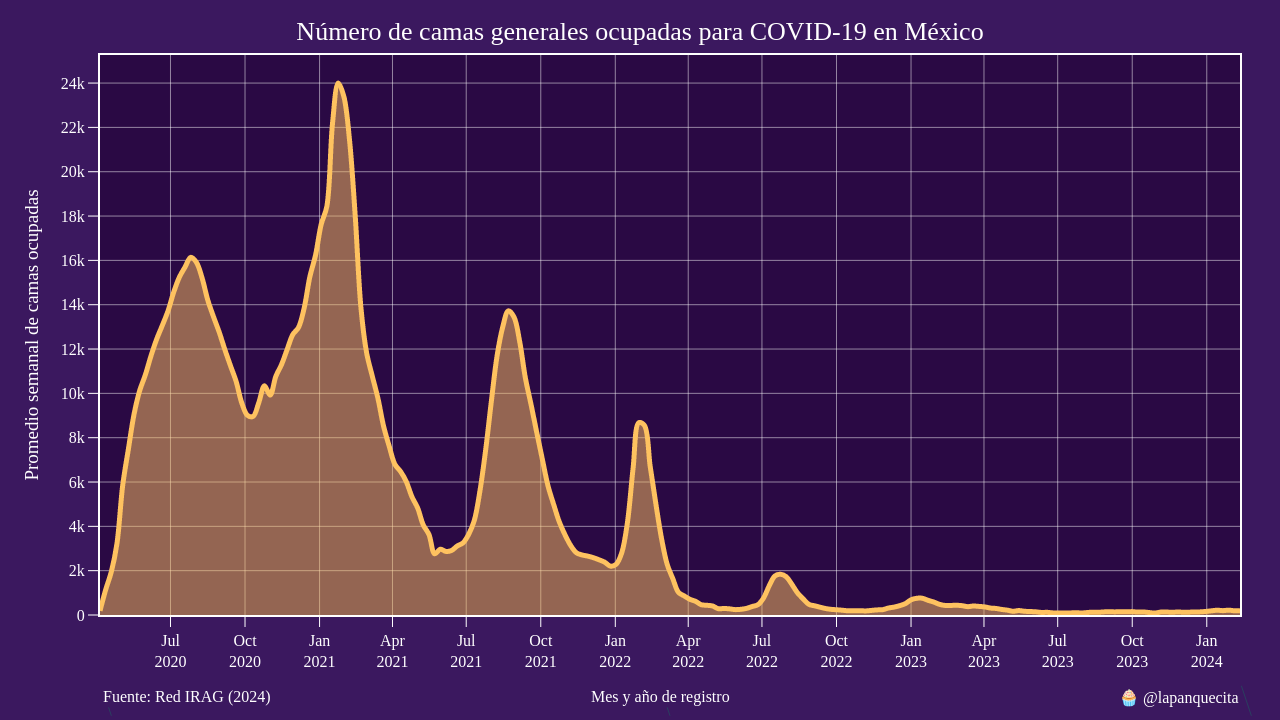 Número de camas generales ocupadas para COVID-19 en México
Promedio semanal de camas ocupadas
24k
22k
20k
18k
16k
14k
12k
10k
8k
6k
4k
2k
0
Jul Oct Jan Apr Jul Oct Jan Apr Jul Oct Jan Apr Jul Oct Jan
2020 2020 2021 2021 2021 2021 2022 2022 2022 2022 2023 2023 2023 2023 2024
Fuente: Red IRAG (2024) Mes y año de registro 🧁 @lapanquecita